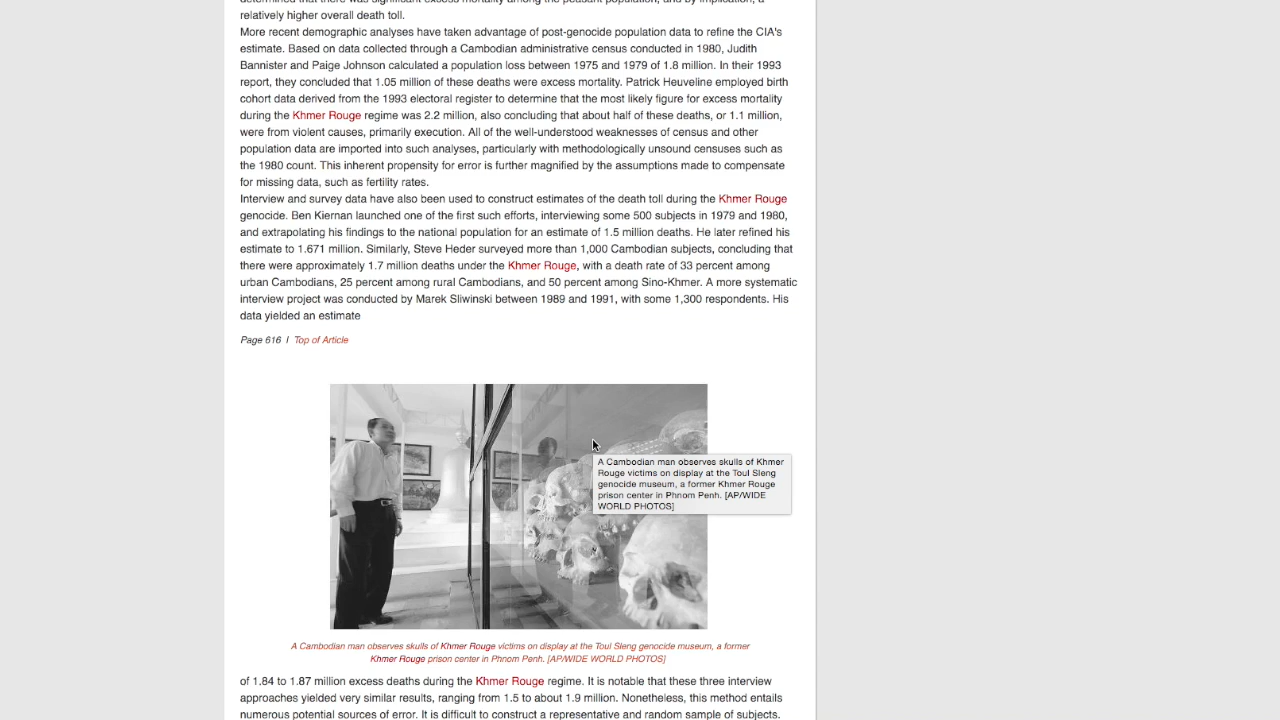 relatively higher overall death toll.
More recent demographic analyses have taken advantage of post-genocide population data to refine the CIA's
estimate. Based on data collected through a Cambodian administrative census conducted in 1980, Judith
Bannister and Paige Johnson calculated a population loss between 1975 and 1979 of 1.8 million. In their 1993
report, they concluded that 1.05 million of these deaths were excess mortality. Patrick Heuveline employed birth
cohort data derived from the 1993 electoral register to determine that the most likely figure for excess mortality
during the Khmer Rouge regime was 2.2 million, also concluding that about half of these deaths, or 1.1 million,
were from violent causes, primarily execution. All of the well-understood weaknesses of census and other
population data are imported into such analyses, particularly with methodologically unsound censuses such as
the 1980 count. This inherent propensity for error is further magnified by the assumptions made to compensate
for missing data, such as fertility rates.
Interview and survey data have also been used to construct estimates of the death toll during the Khmer Rouge
genocide. Ben Kiernan launched one of the first such efforts, interviewing some 500 subjects in 1979 and 1980,
and extrapolating his findings to the national population for an estimate of 1.5 million deaths. He later refined his
estimate to 1.671 million. Similarly, Steve Heder surveyed more than 1,000 Cambodian subjects, concluding that
there were approximately 1.7 million deaths under the Khmer Rouge, with a death rate of 33 percent among
urban Cambodians, 25 percent among rural Cambodians, and 50 percent among Sino-Khmer. A more systematic
interview project was conducted by Marek Sliwinski between 1989 and 1991, with some 1,300 respondents. His
data yielded an estimate
Page 616 I Top of Article
A Cambodian man observes skulls of Khmer
Rouge victims on display at the Toul Sleng
genocide museum, a former Khmer Rouge
prison center in Phnom Penh. [AP/WIDE
WORLD PHOTOS]
A Cambodian man observes skulls of Khmer Rouge victims on display at the Toul Sleng genocide museum, a former
Khmer Rouge prison center in Phnom Penh. [AP/WIDE WORLD PHOTOS]
of 1.84 to 1.87 million excess deaths during the Khmer Rouge regime. It is notable that these three interview
approaches yielded very similar results, ranging from 1.5 to about 1.9 million. Nonetheless, this method entails
numerous potential sources of error. It is difficult to construct a representative and random sample of subjects.